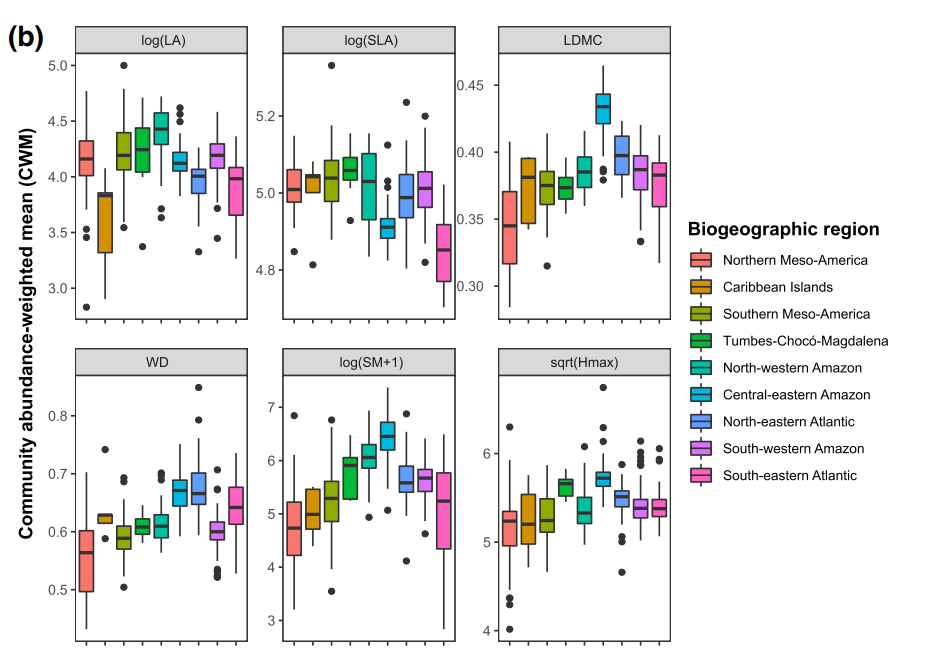 (b)
log(LA)
log(SLA)
LDMC
5.0
4.5
4.0
3.5
3.0
5.2
5.0
4.8
0.45
0.40
0.35
0.30
Community abundance-weighted mean (CWM)
WD
log(SM+1)
sqrt(Hmax)
0.8
0.7
0.6
0.5
7
6
5
4
3
6
5
4
Biogeographic region
Northern Meso-America
Caribbean Islands
Southern Meso-America
Tumbes-Chocó-Magdalena
North-western Amazon
Central-eastern Amazon
North-eastern Atlantic
South-western Amazon
South-eastern Atlantic